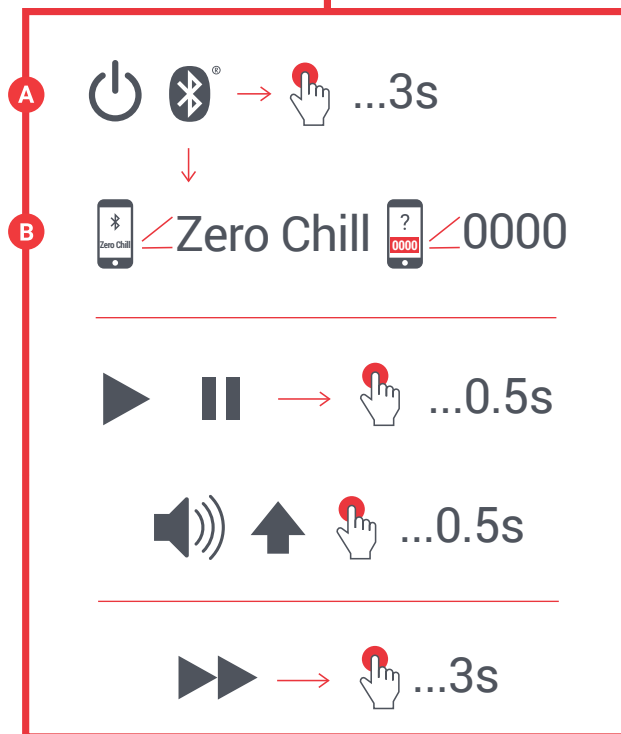 A ® ...3s
B Zero Chill Zero Chill ? 0000 0000
...0.5s
...0.5s
...3s